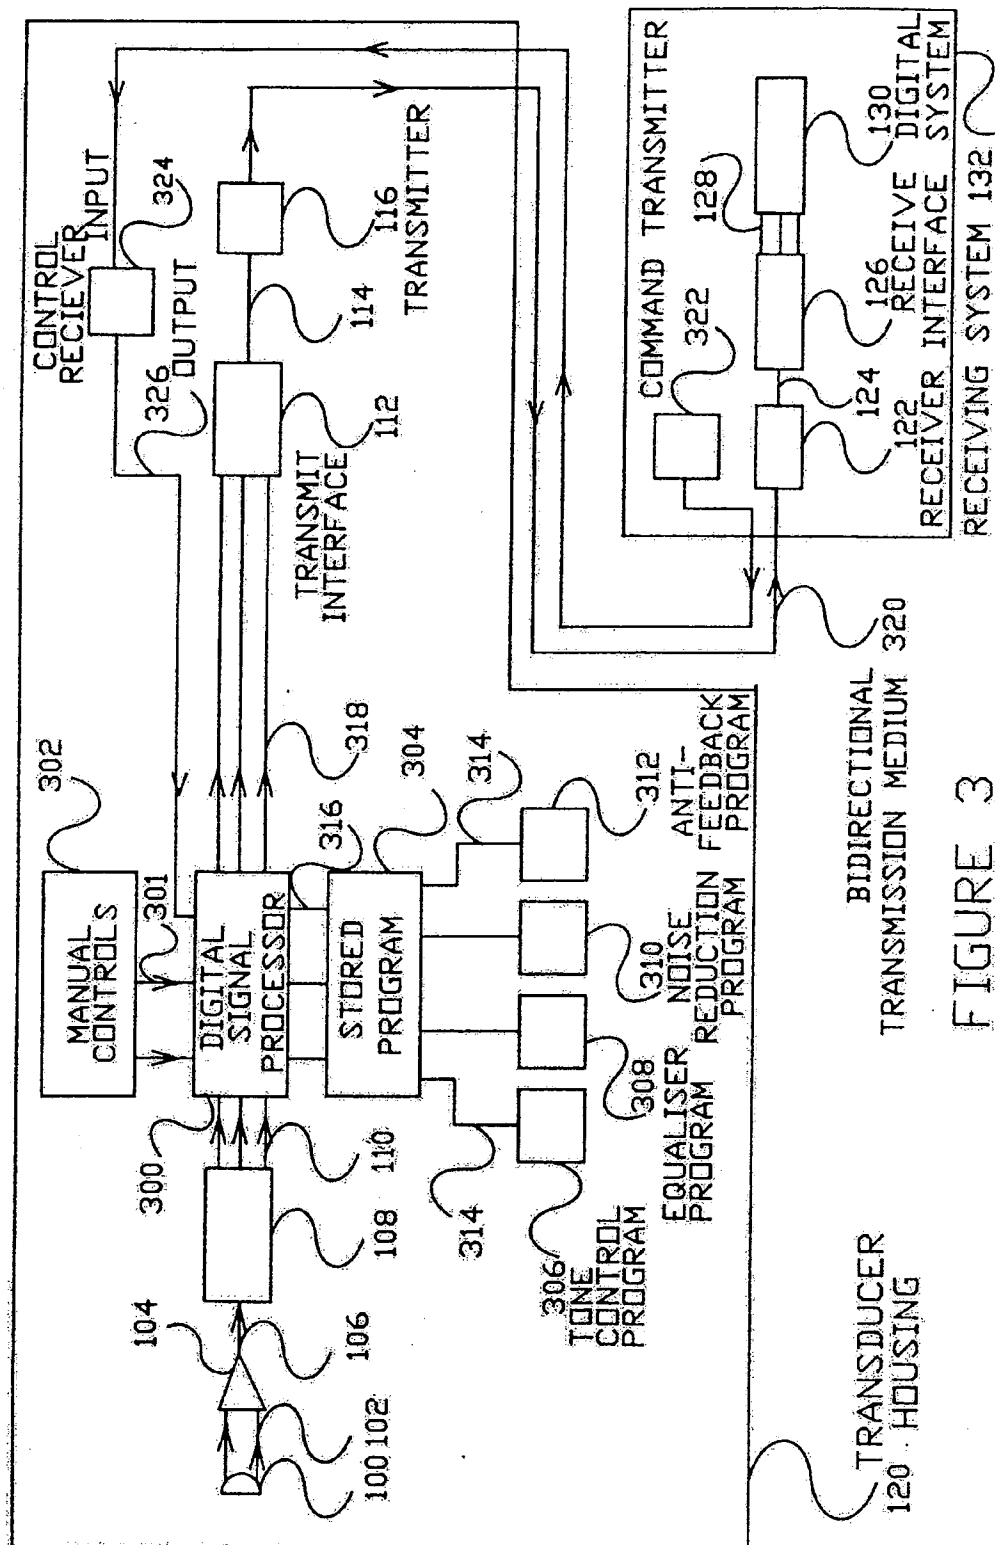 MANUAL
CONTROLS
302
301
300
DIGITAL
SIGNAL
PROCESSOR
STORED
PROGRAM
316
318
304
314
314
104
106
100
102
108
110
CONTROL
RECIEVER
INPUT
324
326
OUTPUT
TRANSMIT
INTERFACE
112
114
116
TRANSMITTER
306
TONE
CONTROL
PROGRAM
308
EQUALISER
PROGRAM
310
NOISE
REDUCTION
PROGRAM
312
ANTI-
FEEDBACK
PROGRAM
COMMAND TRANSMITTER
322
128
122
124
126
130
RECEIVER INTERFACE SYSTEM
RECEIVE DIGITAL
RECEIVING SYSTEM 132
BIDIRECTIONAL
TRANSMISSION MEDIUM 320
TRANSDUCER
120 HOUSING
FIGURE 3